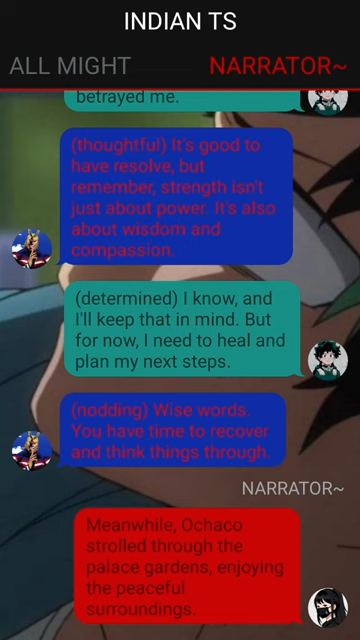 INDIAN TS
ALL MIGHT NARRATOR~
betrayed me.
(thoughtful) It's good to
have resolve, but
remember, strength isn't
just about power. It's also
about wisdom and
compassion.
(determined) I know, and
I'll keep that in mind. But
for now, I need to heal and
plan my next steps.
(nodding) Wise words.
You have time to recover
and think things through.
NARRATOR~
Meanwhile, Ochaco
strolled through the
palace gardens, enjoying
the peaceful
surroundings.